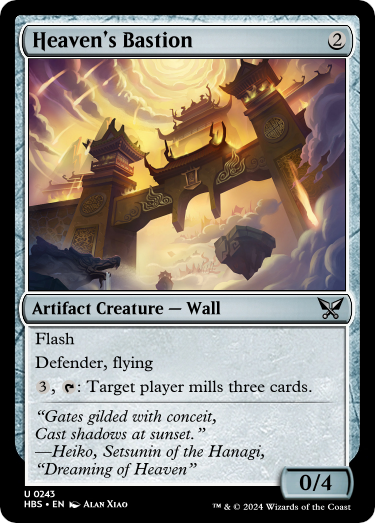 Heaven's Bastion 2
Artifact Creature — Wall
Flash
Defender, flying
3, T: Target player mills three cards.
"Gates gilded with conceit,
Cast shadows at sunset."
—Heiko, Setsunin of the Hanagi,
"Dreaming of Heaven"
0/4
U 0243
HBS • EN Alan Xiao
™ & © 2024 Wizards of the Coast